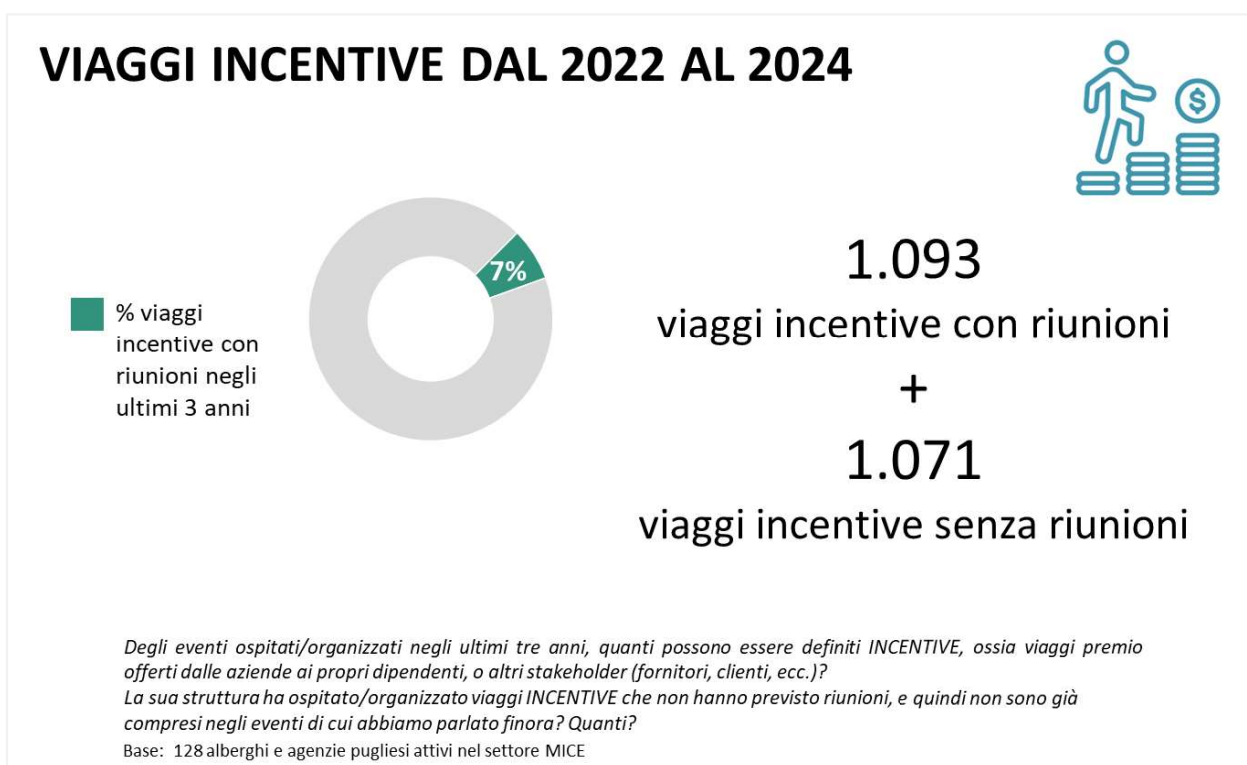 VIAGGI INCENTIVE DAL 2022 AL 2024
$
7%
% viaggi
incentive con
riunioni negli
ultimi 3 anni
1.093
viaggi incentive con riunioni
+
1.071
viaggi incentive senza riunioni
Degli eventi ospitati/organizzati negli ultimi tre anni, quanti possono essere definiti INCENTIVE, ossia viaggi premio
offerti dalle aziende ai propri dipendenti, o altri stakeholder (fornitori, clienti, ecc.)?
La sua struttura ha ospitato/organizzato viaggi INCENTIVE che non hanno previsto riunioni, e quindi non sono già
compresi negli eventi di cui abbiamo parlato finora? Quanti?
Base: 128 alberghi e agenzie pugliesi attivi nel settore MICE